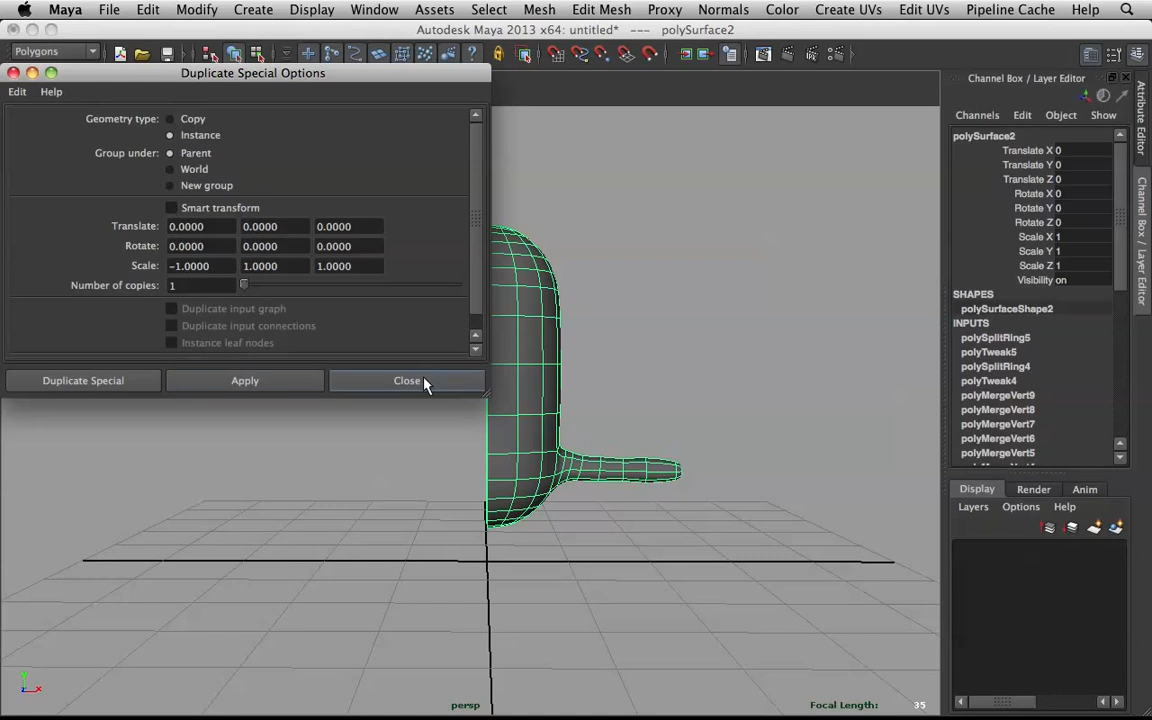 Maya File Edit Modify Create Display Window Assets Select Mesh Edit Mesh Proxy Normals Color Create UVs Edit UVs Pipeline Cache Help
Autodesk Maya 2013 x64: untitled* --- polySurface2
Polygons
Duplicate Special Options
Edit Help
Geometry type: Copy
Instance
Group under: Parent
World
New group
Smart transform
Translate: 0.0000 0.0000 0.0000
Rotate: 0.0000 0.0000 0.0000
Scale: -1.0000 1.0000 1.0000
Number of copies: 1
Duplicate input graph
Duplicate input connections
Instance leaf nodes
Duplicate Special Apply Close
Channel Box / Layer Editor
Channels Edit Object Show
polySurface2
Translate X 0
Translate Y 0
Translate Z 0
Rotate X 0
Rotate Y 0
Rotate Z 0
Scale X 1
Scale Y 1
Scale Z 1
Visibility on
SHAPES
polySurfaceShape2
INPUTS
polySplitRing5
polyTweak5
polySplitRing4
polyTweak4
polyMergeVert9
polyMergeVert8
polyMergeVert7
polyMergeVert6
polyMergeVert5
Display Render Anim
Layers Options Help
Attribute Editor
Channel Box / Layer Editor
y
z x
persp
Focal Length: 35